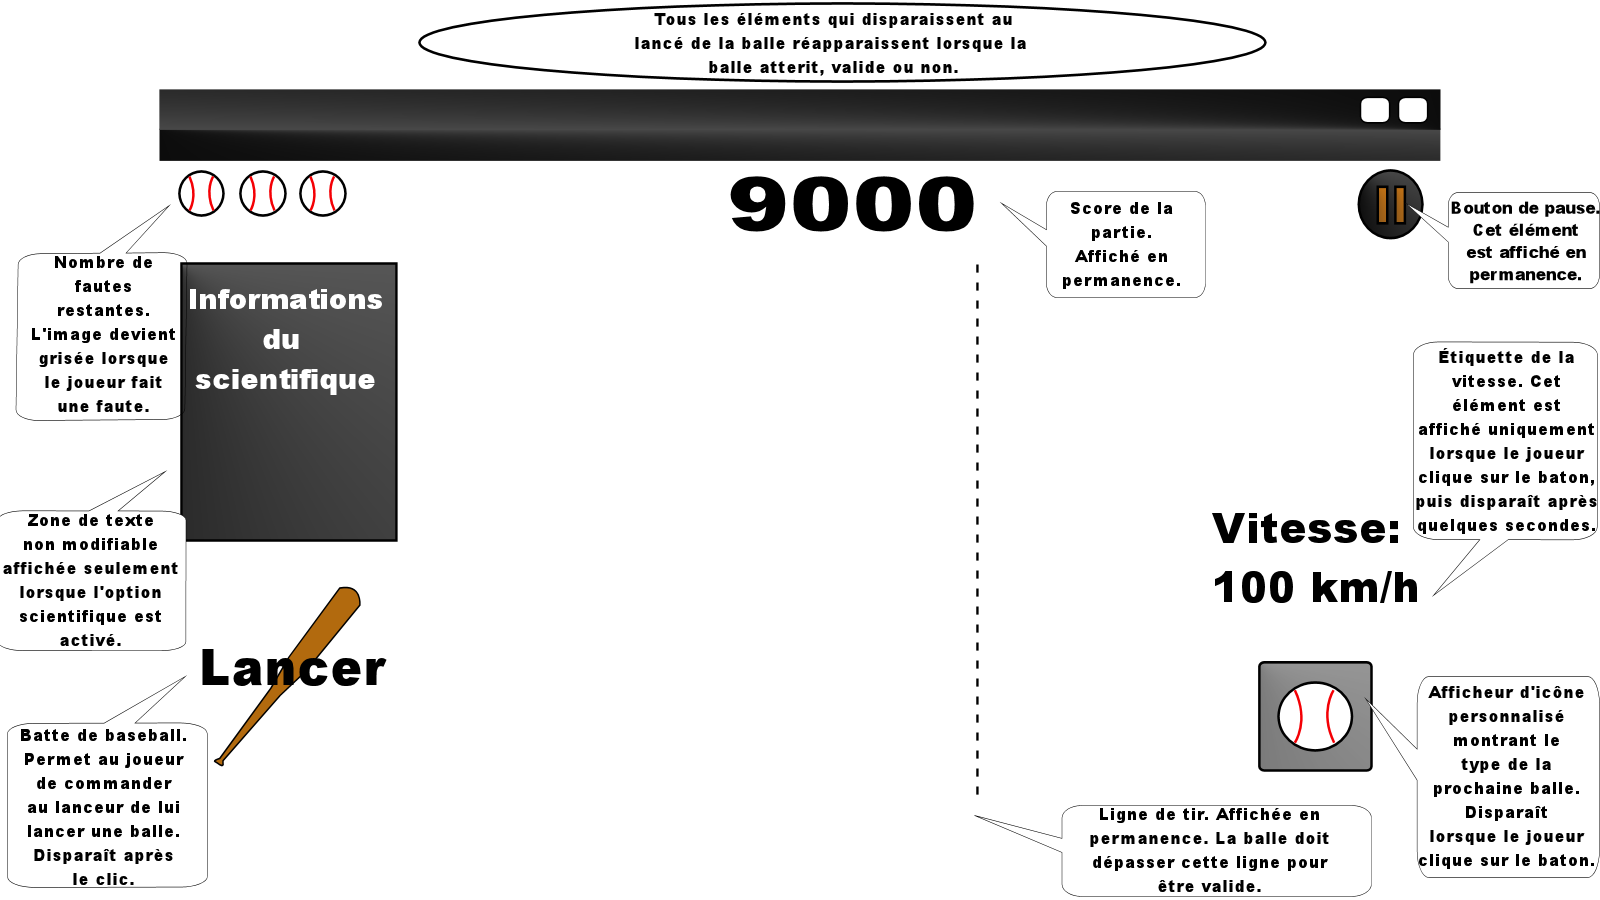 Tous les éléments qui disparaissent au
lancé de la balle réapparaissent lorsque la
balle atterit, valide ou non.
9000
Score de la
partie.
Affiché en
permanence.
Bouton de pause.
Cet élément
est affiché en
permanence.
Nombre de
fautes
restantes.
L'image devient
grisée lorsque
le joueur fait
une faute.
Informations
du
scientifique
Étiquette de la
vitesse. Cet
élément est
affiché uniquement
lorsque le joueur
clique sur le baton,
puis disparaît après
quelques secondes.
Zone de texte
non modifiable
affichée seulement
lorsque l'option
scientifique est
activé.
Vitesse:
100 km/h
Lancer
Batte de baseball.
Permet au joueur
de commander
au lanceur de lui
lancer une balle.
Disparaît après
le clic.
Afficheur d'icône
personnalisé
montrant le
type de la
prochaine balle.
Disparaît
lorsque le joueur
clique sur le baton.
Ligne de tir. Affichée en
permanence. La balle doit
dépasser cette ligne pour
être valide.